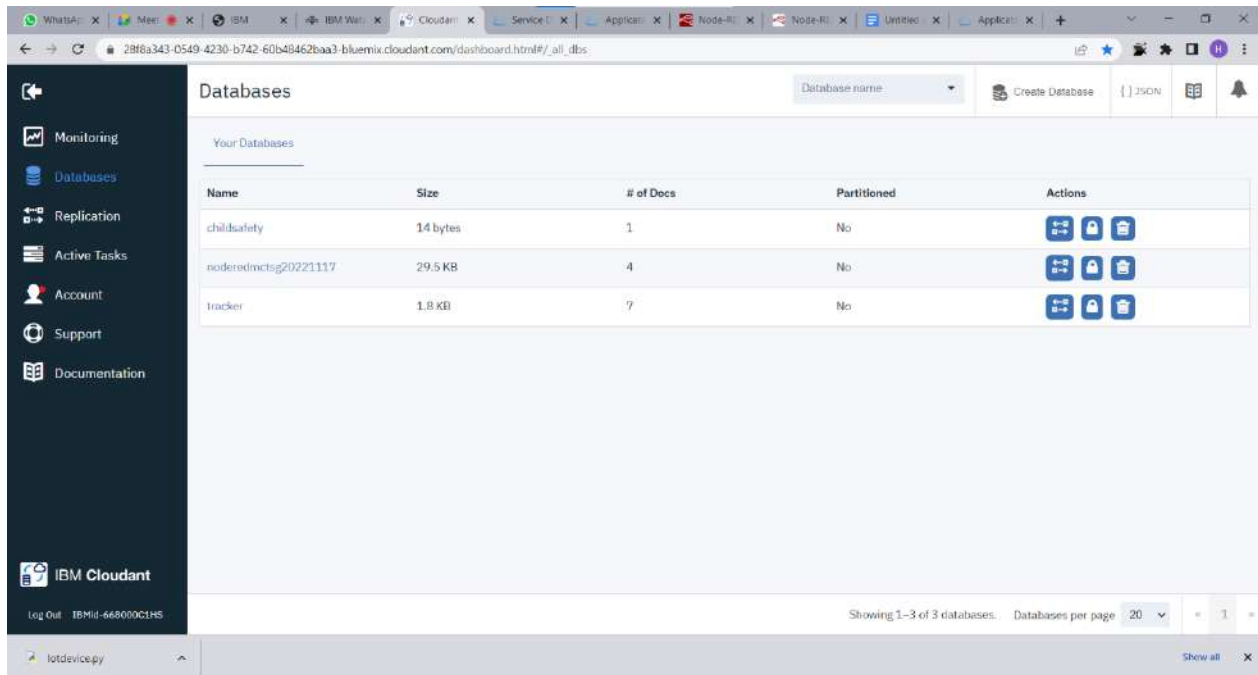 WhatsAp Meet IBM IBM Wat Cloudant Service D Applicati Node-RE Node-RE Untitled Applicati
28f8a343-0549-4230-b742-60b48462baa3-bluemix.cloudant.com/dashboard.html#/_all_dbs H
Databases
Database name
Create Database
{ } JSON
Monitoring
Databases
Replication
Active Tasks
Account
Support
Documentation
Your Databases
Name Size # of Docs Partitioned Actions
childsafety 14 bytes 1 No
noderedmctsg20221117 29.5 KB 4 No
tracker 1.8 KB 7 No
IBM Cloudant
Log Out IBMid-668000C1HS
Showing 1–3 of 3 databases. Databases per page 20 « 1 »
iotdevice.py
Show all